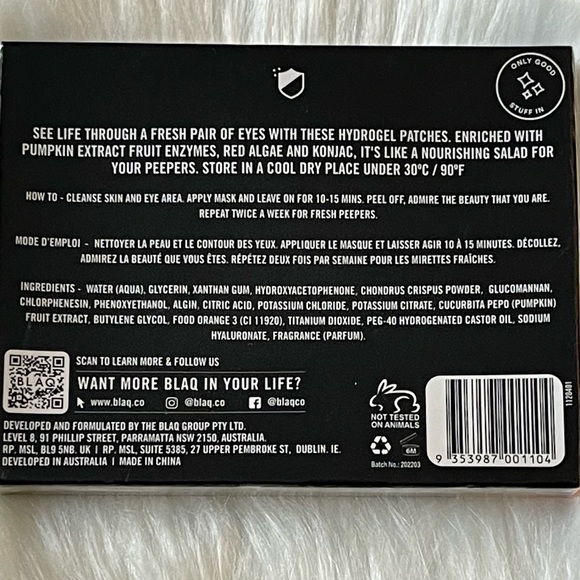 ONLY GOOD
STUFF IN
SEE LIFE THROUGH A FRESH PAIR OF EYES WITH THESE HYDROGEL PATCHES. ENRICHED WITH
PUMPKIN EXTRACT FRUIT ENZYMES, RED ALGAE AND KONJAC, IT'S LIKE A NOURISHING SALAD FOR
YOUR PEEPERS. STORE IN A COOL DRY PLACE UNDER 30°C / 90°F
HOW TO - CLEANSE SKIN AND EYE AREA. APPLY MASK AND LEAVE ON FOR 10-15 MINS. PEEL OFF, ADMIRE THE BEAUTY THAT YOU ARE.
REPEAT TWICE A WEEK FOR FRESH PEEPERS.
MODE D'EMPLOI - NETTOYER LA PEAU ET LE CONTOUR DES YEUX. APPLIQUER LE MASQUE ET LAISSER AGIR 10 À 15 MINUTES. DÉCOLLEZ,
ADMIREZ LA BEAUTÉ QUE VOUS ÊTES. RÉPÉTEZ DEUX FOIS PAR SEMAINE POUR LES MIRETTES FRAÎCHES.
INGREDIENTS - WATER (AQUA), GLYCERIN, XANTHAN GUM, HYDROXYACETOPHENONE, CHONDRUS CRISPUS POWDER, GLUCOMANNAN,
CHLORPHENESIN, PHENOXYETHANOL, ALGIN, CITRIC ACID, POTASSIUM CHLORIDE, POTASSIUM CITRATE, CUCURBITA PEPO (PUMPKIN)
FRUIT EXTRACT, BUTYLENE GLYCOL, FOOD ORANGE 3 (CI 11920), TITANIUM DIOXIDE, PEG-40 HYDROGENATED CASTOR OIL, SODIUM
HYALURONATE, FRAGRANCE (PARFUM).
BLAQ
SCAN TO LEARN MORE & FOLLOW US
WANT MORE BLAQ IN YOUR LIFE?
www.blaq.co @blaq.co @blaqco
DEVELOPED AND FORMULATED BY THE BLAQ GROUP PTY LTD.
LEVEL 8, 91 PHILLIP STREET, PARRAMATTA NSW 2150, AUSTRALIA.
RP, MSL, BL9 5NB. UK I RP, MSL, SUITE 5385, 27 UPPER PEMBROKE ST, DUBLIN. IE.
DEVELOPED IN AUSTRALIA I MADE IN CHINA
NOT TESTED
ON ANIMALS
6M
Batch No.: 202203
9 353987 001104
1120401